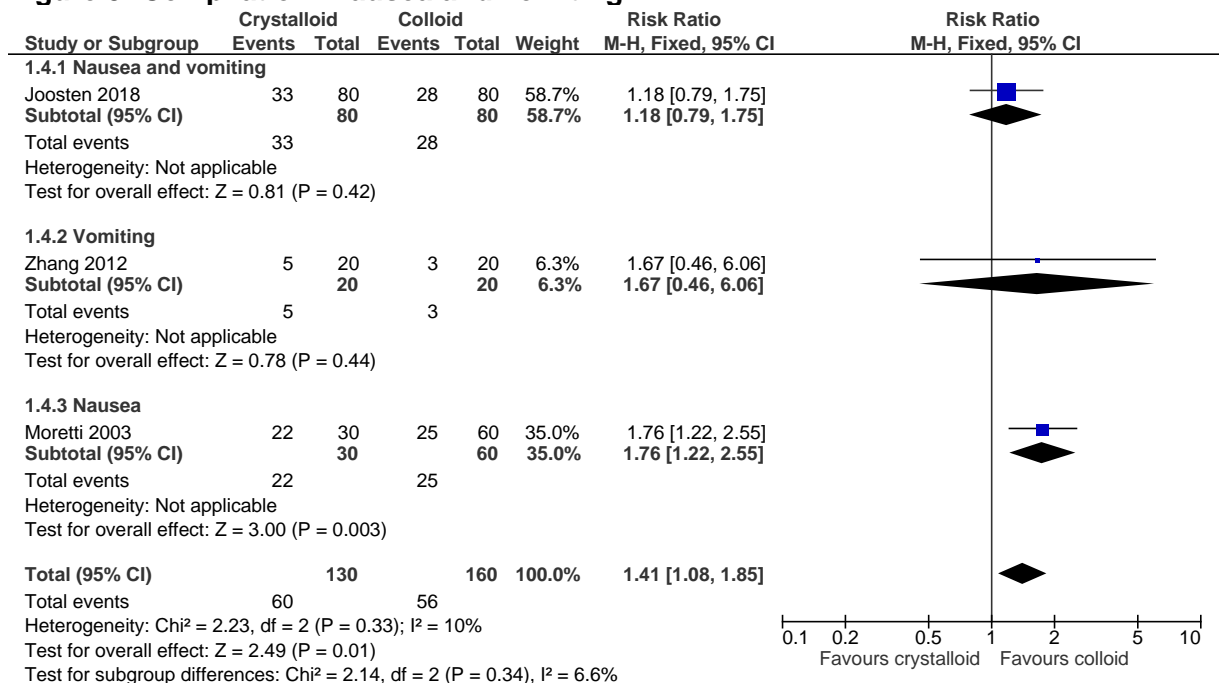 Crystalloid Colloid Risk Ratio Risk Ratio
Study or Subgroup Events Total Events Total Weight M-H, Fixed, 95% CI M-H, Fixed, 95% CI
1.4.1 Nausea and vomiting
Joosten 2018 33 80 28 80 58.7% 1.18 [0.79, 1.75]
Subtotal (95% CI) 80 80 58.7% 1.18 [0.79, 1.75]
Total events 33 28
Heterogeneity: Not applicable
Test for overall effect: Z = 0.81 (P = 0.42)
1.4.2 Vomiting
Zhang 2012 5 20 3 20 6.3% 1.67 [0.46, 6.06]
Subtotal (95% CI) 20 20 6.3% 1.67 [0.46, 6.06]
Total events 5 3
Heterogeneity: Not applicable
Test for overall effect: Z = 0.78 (P = 0.44)
1.4.3 Nausea
Moretti 2003 22 30 25 60 35.0% 1.76 [1.22, 2.55]
Subtotal (95% CI) 30 60 35.0% 1.76 [1.22, 2.55]
Total events 22 25
Heterogeneity: Not applicable
Test for overall effect: Z = 3.00 (P = 0.003)
Total (95% CI) 130 160 100.0% 1.41 [1.08, 1.85]
Total events 60 56
Heterogeneity: Chi² = 2.23, df = 2 (P = 0.33); I² = 10%
Test for overall effect: Z = 2.49 (P = 0.01)
Test for subgroup differences: Chi² = 2.14, df = 2 (P = 0.34), I² = 6.6%
0.1 0.2 0.5 1 2 5 10
Favours crystalloid Favours colloid